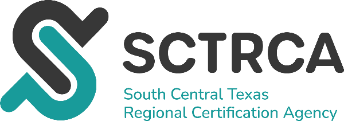 SCTRCA
South Central Texas
Regional Certification Agency